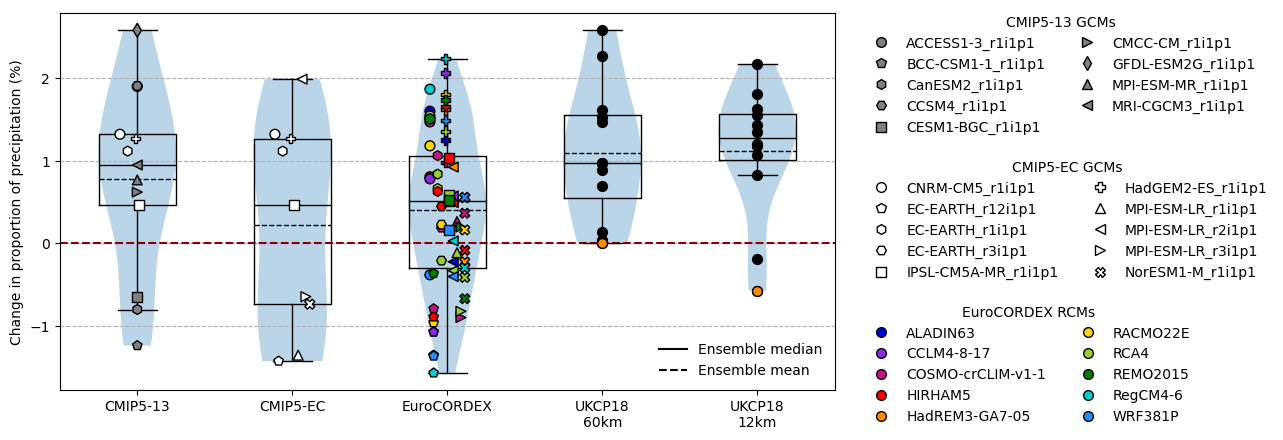 Change in proportion of precipitation (%)
2
1
0
−1
CMIP5-13
CMIP5-EC
EuroCORDEX
UKCP18
60km
UKCP18
12km
Ensemble median
Ensemble mean
CMIP5-13 GCMs
ACCESS1-3_r1i1p1
BCC-CSM1-1_r1i1p1
CanESM2_r1i1p1
CCSM4_r1i1p1
CESM1-BGC_r1i1p1
CMCC-CM_r1i1p1
GFDL-ESM2G_r1i1p1
MPI-ESM-MR_r1i1p1
MRI-CGCM3_r1i1p1
CMIP5-EC GCMs
CNRM-CM5_r1i1p1
EC-EARTH_r12i1p1
EC-EARTH_r1i1p1
EC-EARTH_r3i1p1
IPSL-CM5A-MR_r1i1p1
HadGEM2-ES_r1i1p1
MPI-ESM-LR_r1i1p1
MPI-ESM-LR_r2i1p1
MPI-ESM-LR_r3i1p1
NorESM1-M_r1i1p1
EuroCORDEX RCMs
ALADIN63
CCLM4-8-17
COSMO-crCLIM-v1-1
HIRHAM5
HadREM3-GA7-05
RACMO22E
RCA4
REMO2015
RegCM4-6
WRF381P